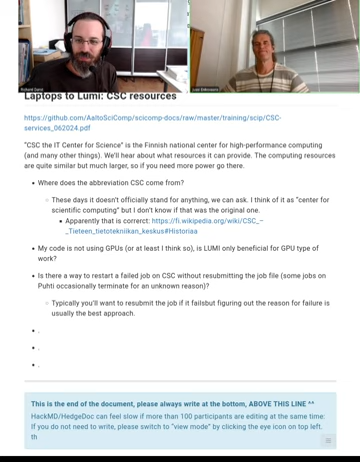 Richard Darst
Laptops to Lumi: CSC resources
https://github.com/AaltoSciComp/scicomp-docs/raw/master/training/scip/CSC-
services_062024.pdf
“CSC the IT Center for Science” is the Finnish national center for high-performance computing
(and many other things). We'll hear about what resources it can provide. The computing resources
are quite similar but much larger, so if you need more power go there.
• Where does the abbreviation CSC come from?
◦ These days it doesn't officially stand for anything, we can ask. I think of it as “center for
scientific computing” but I don't know if that was the original one.
▪ Apparently that is correrct: https://fi.wikipedia.org/wiki/CSC_–
_Tieteen_tietotekniikan_keskus#Historiaa
• My code is not using GPUs (or at least I think so), is LUMI only beneficial for GPU type of
work?
• Is there a way to restart a failed job on CSC without resubmitting the job file (some jobs on
Puhti occasionally terminate for an unknown reason)?
◦ Typically you'll want to resubmit the job if it failsbut figuring out the reason for failure is
usually the best approach.
• .
• .
• .
This is the end of the document, please always write at the bottom, ABOVE THIS LINE ^^
HackMD/HedgeDoc can feel slow if more than 100 participants are editing at the same time:
If you do not need to write, please switch to “view mode” by clicking the eye icon on top left.
th